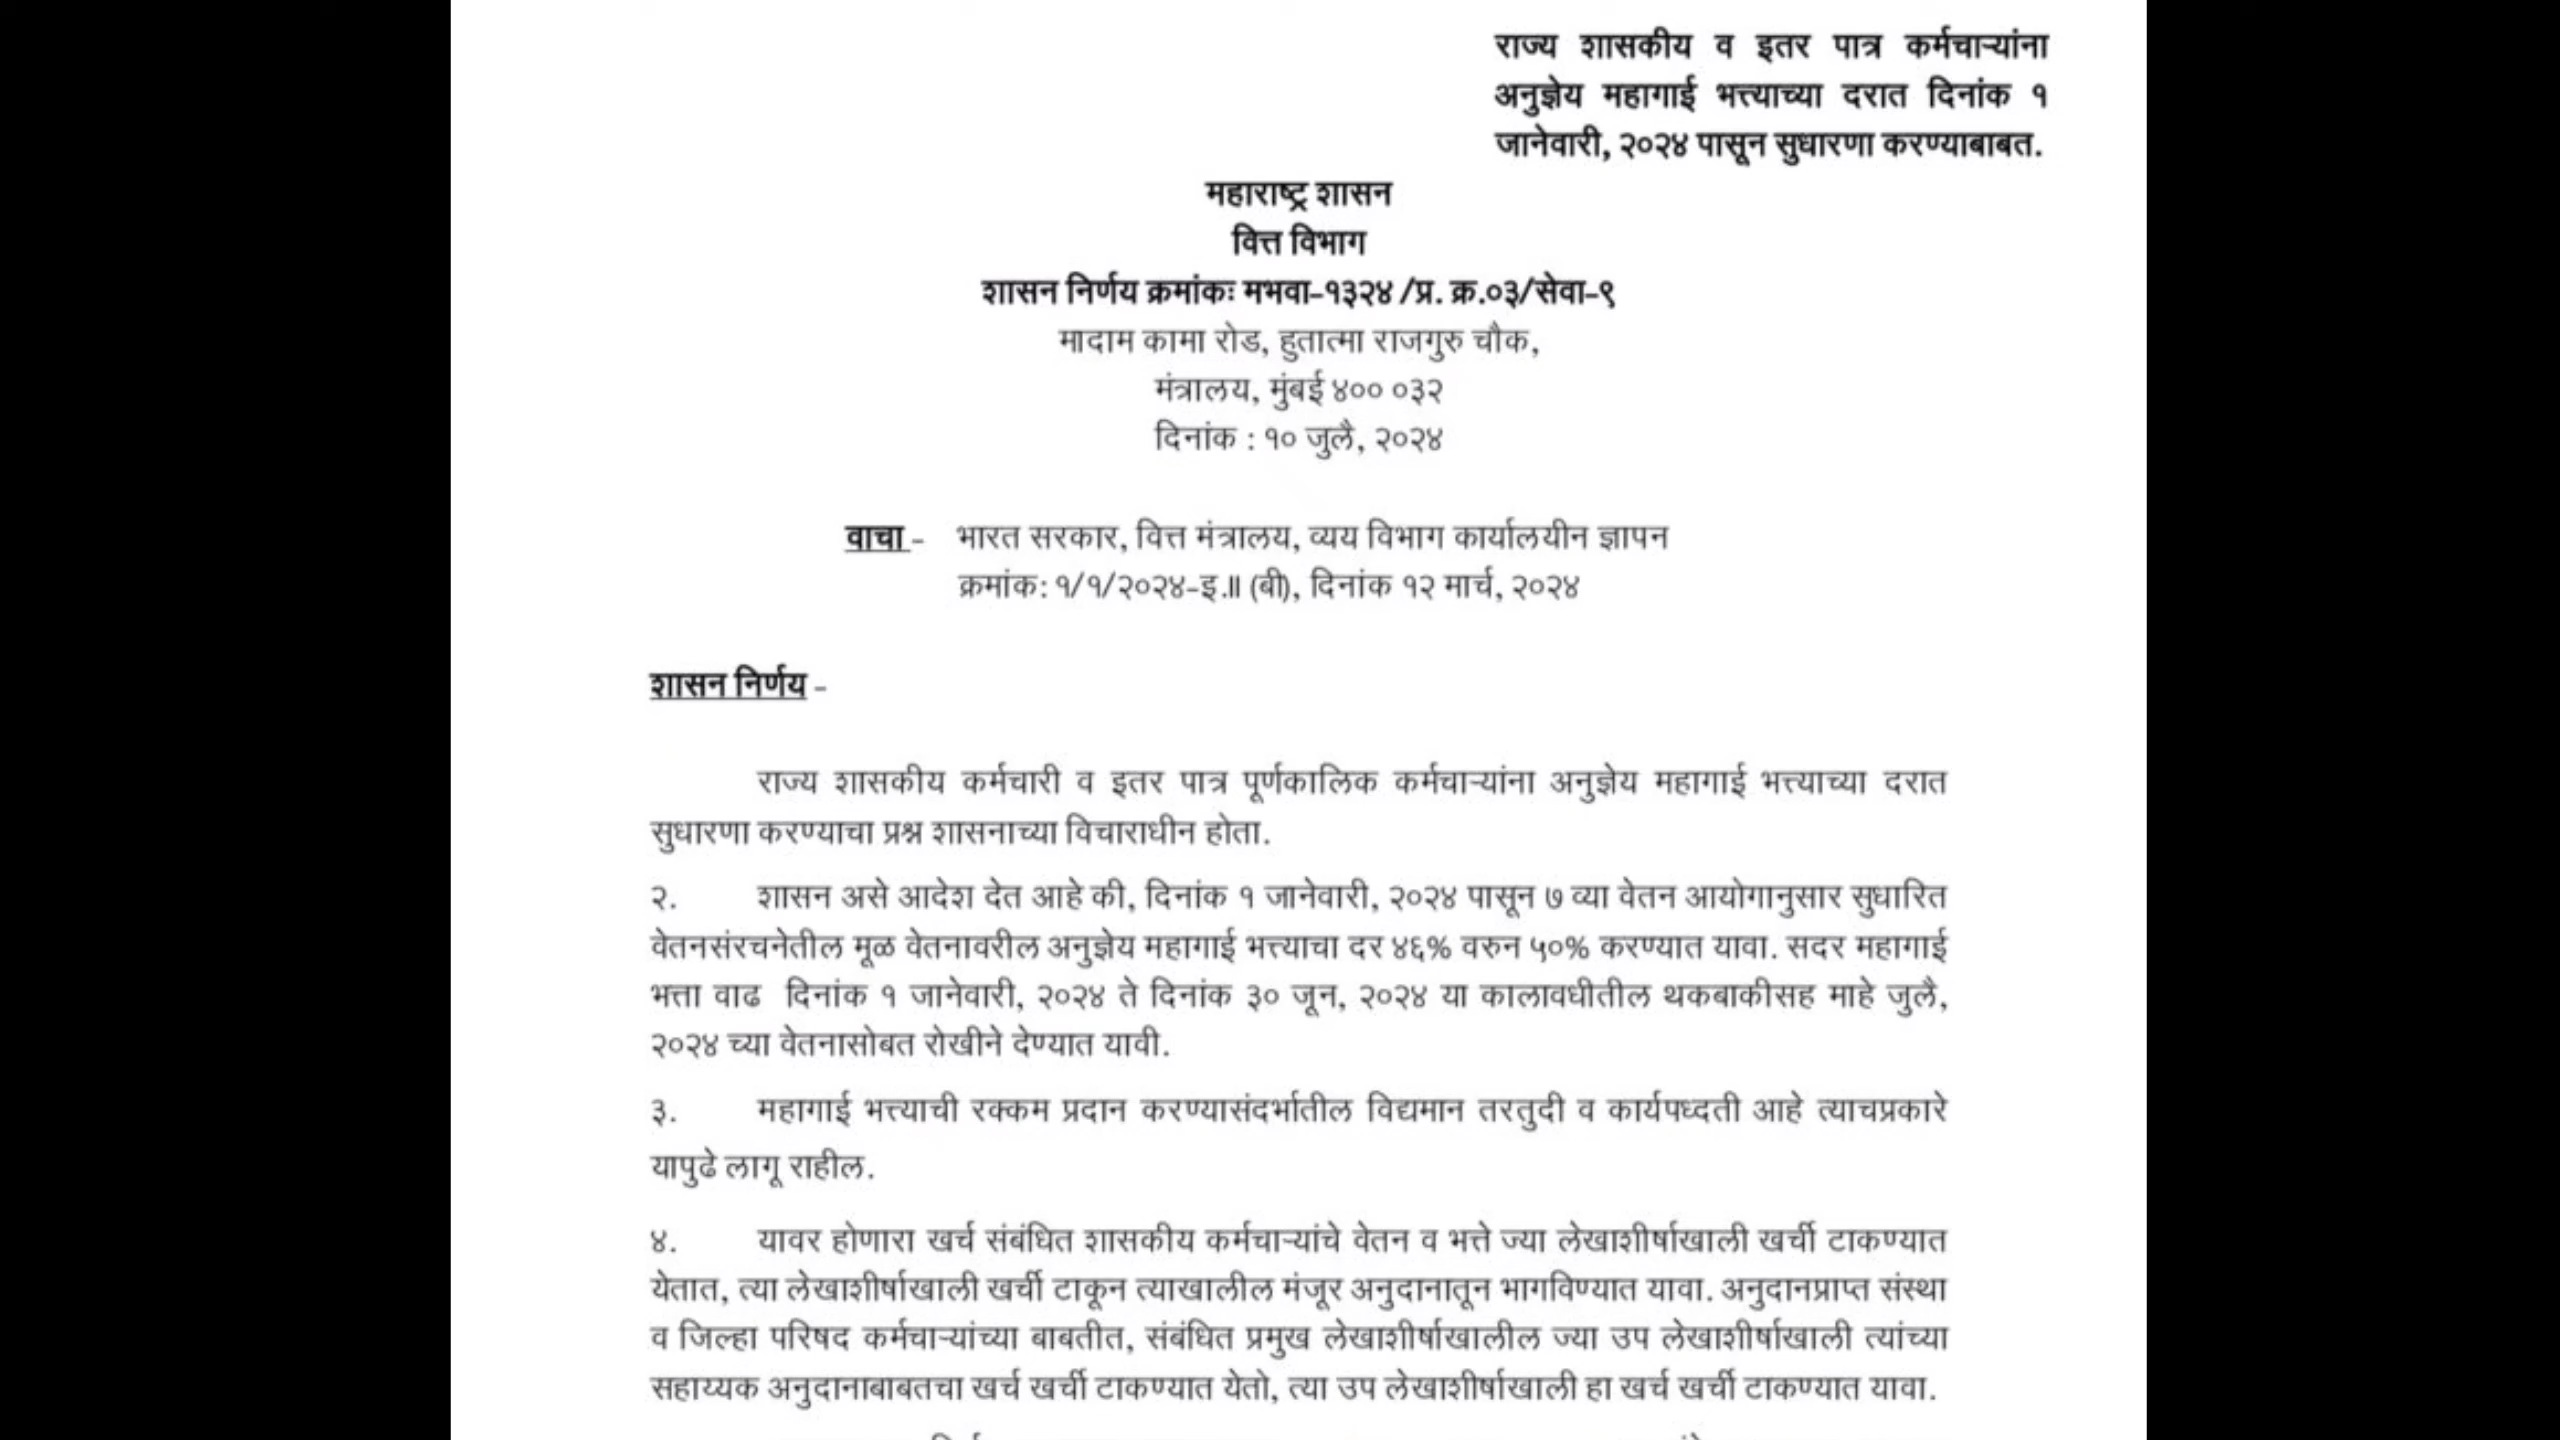 राज्य शासकीय व इतर पात्र कर्मचाऱ्यांना
अनुज्ञेय महागाई भत्त्याच्या दरात दिनांक १
जानेवारी, २०२४ पासून सुधारणा करण्याबाबत.
महाराष्ट्र शासन
वित्त विभाग
शासन निर्णय क्रमांकः मभवा-१३२४/प्र. क्र.०३/सेवा-९
मादाम कामा रोड, हुतात्मा राजगुरु चौक,
मंत्रालय, मुंबई ४०० ०३२
दिनांक : १० जुलै, २०२४
वाचा - भारत सरकार, वित्त मंत्रालय, व्यय विभाग कार्यालयीन ज्ञापन
क्रमांक: १/१/२०२४-इ.II (बी), दिनांक १२ मार्च, २०२४
शासन निर्णय -
राज्य शासकीय कर्मचारी व इतर पात्र पूर्णकालिक कर्मचाऱ्यांना अनुज्ञेय महागाई भत्त्याच्या दरात
सुधारणा करण्याचा प्रश्न शासनाच्या विचाराधीन होता.
२. शासन असे आदेश देत आहे की, दिनांक १ जानेवारी, २०२४ पासून ७ व्या वेतन आयोगानुसार सुधारित
वेतनसंरचनेतील मूळ वेतनावरील अनुज्ञेय महागाई भत्त्याचा दर ४६% वरुन ५०% करण्यात यावा. सदर महागाई
भत्ता वाढ दिनांक १ जानेवारी, २०२४ ते दिनांक ३० जून, २०२४ या कालावधीतील थकबाकीसह माहे जुलै,
२०२४ च्या वेतनासोबत रोखीने देण्यात यावी.
३. महागाई भत्त्याची रक्कम प्रदान करण्यासंदर्भातील विद्यमान तरतुदी व कार्यपध्दती आहे त्याचप्रकारे
यापुढे लागू राहील.
४. यावर होणारा खर्च संबंधित शासकीय कर्मचाऱ्यांचे वेतन व भत्ते ज्या लेखाशीर्षाखाली खर्ची टाकण्यात
येतात, त्या लेखाशीर्षाखाली खर्ची टाकून त्याखालील मंजूर अनुदानातून भागविण्यात यावा. अनुदानप्राप्त संस्था
व जिल्हा परिषद कर्मचाऱ्यांच्या बाबतीत, संबंधित प्रमुख लेखाशीर्षाखालील ज्या उप लेखाशीर्षाखाली त्यांच्या
सहाय्यक अनुदानाबाबतचा खर्च खर्ची टाकण्यात येतो, त्या उप लेखाशीर्षाखाली हा खर्च खर्ची टाकण्यात यावा.